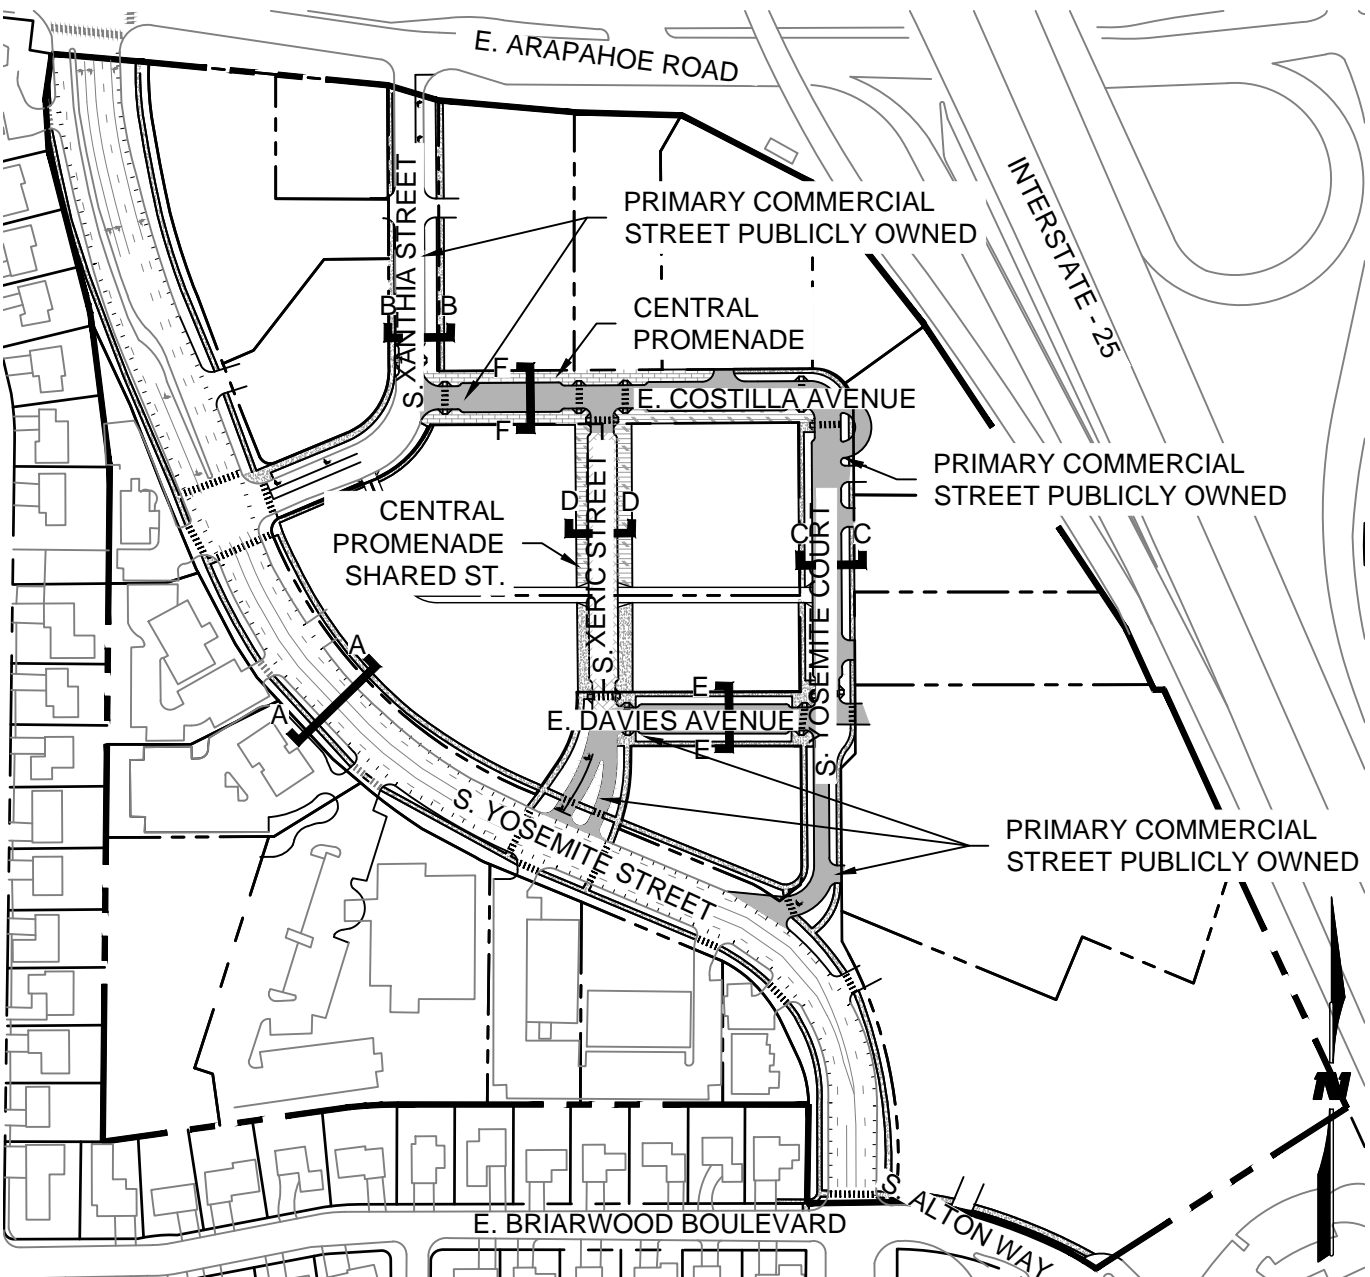 E. ARAPAHOE ROAD
INTERSTATE - 25
S. XANTHIA STREET
PRIMARY COMMERCIAL
STREET PUBLICLY OWNED
CENTRAL
PROMENADE
B
B
F
F
E. COSTILLA AVENUE
PRIMARY COMMERCIAL
STREET PUBLICLY OWNED
CENTRAL
PROMENADE
SHARED ST.
D
D
S. XERIC STREET
C
C
S. YOSEMITE COURT
A
A
E
E
E. DAVIES AVENUE
S. YOSEMITE STREET
PRIMARY COMMERCIAL
STREET PUBLICLY OWNED
N
E. BRIARWOOD BOULEVARD
S. ALTON WAY